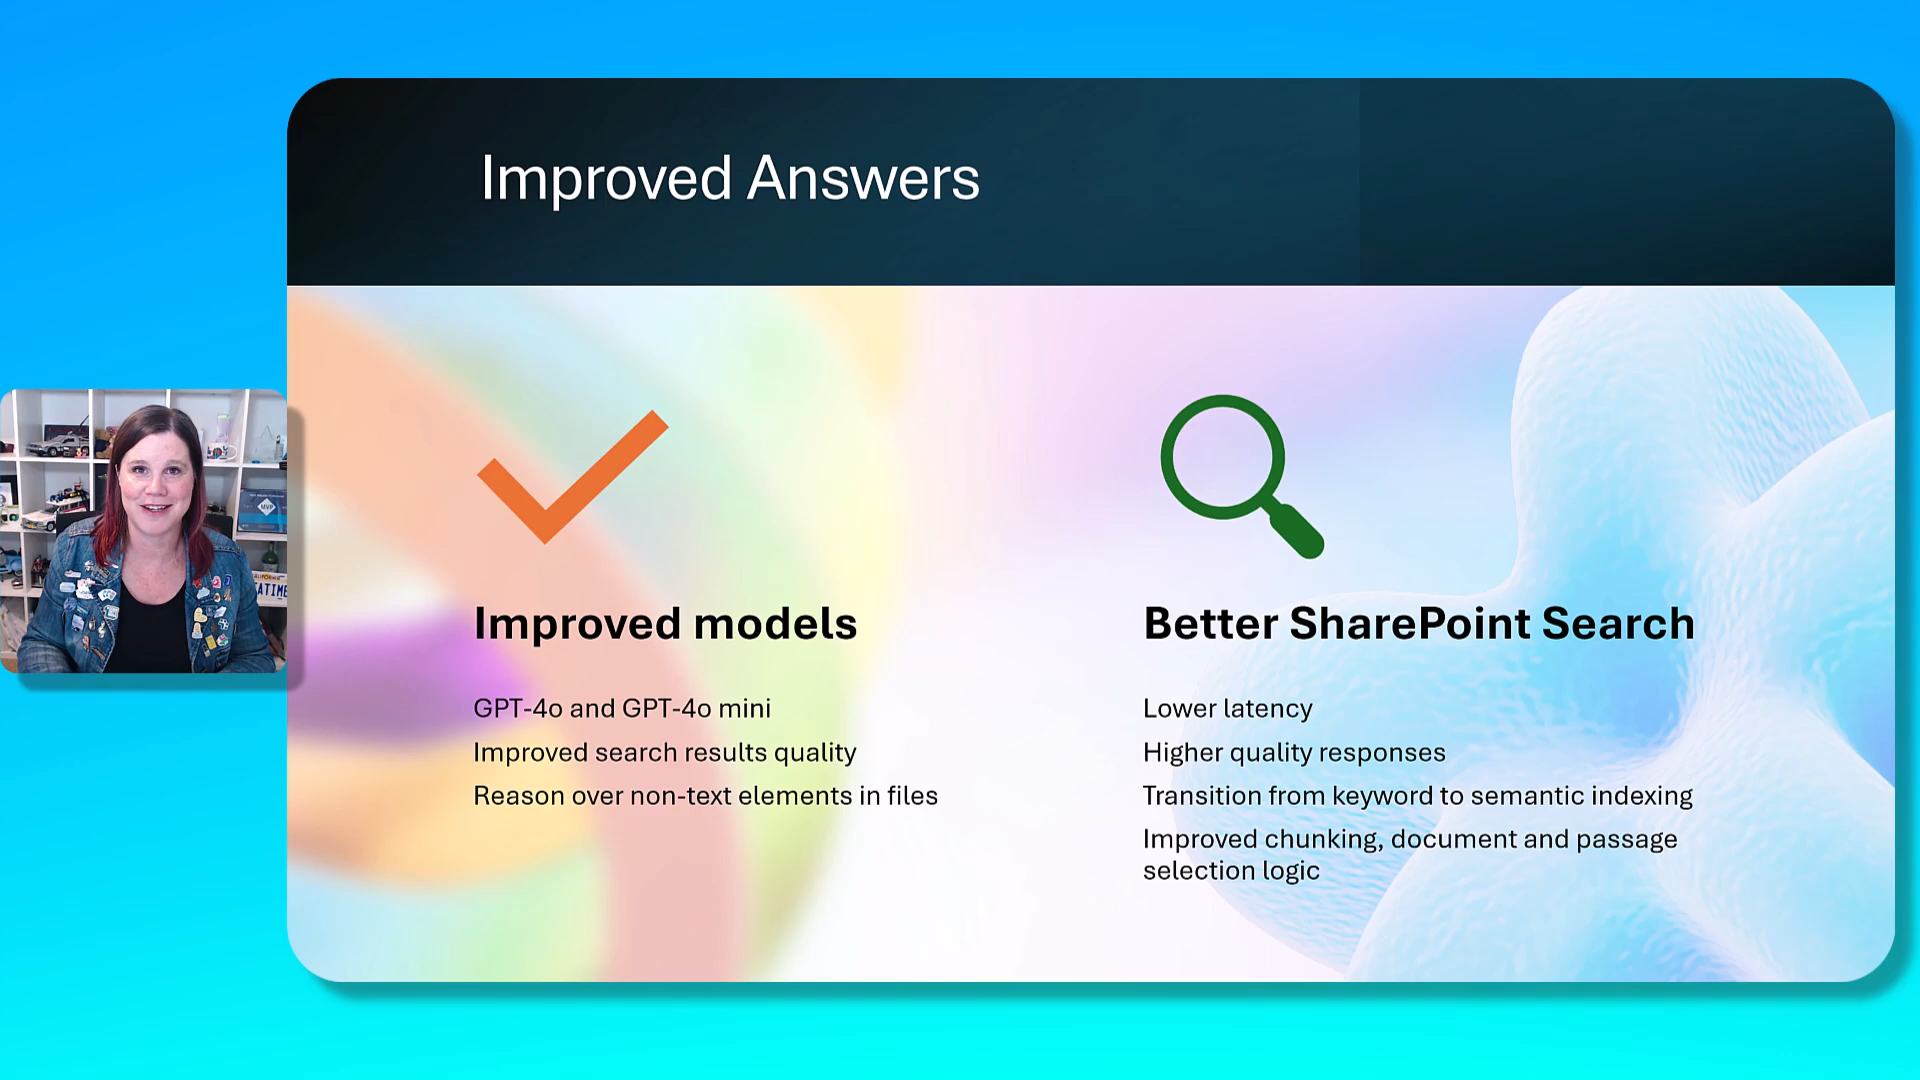 Improved Answers
Improved models
GPT-4o and GPT-4o mini
Improved search results quality
Reason over non-text elements in files
Better SharePoint Search
Lower latency
Higher quality responses
Transition from keyword to semantic indexing
Improved chunking, document and passage
selection logic
MVP